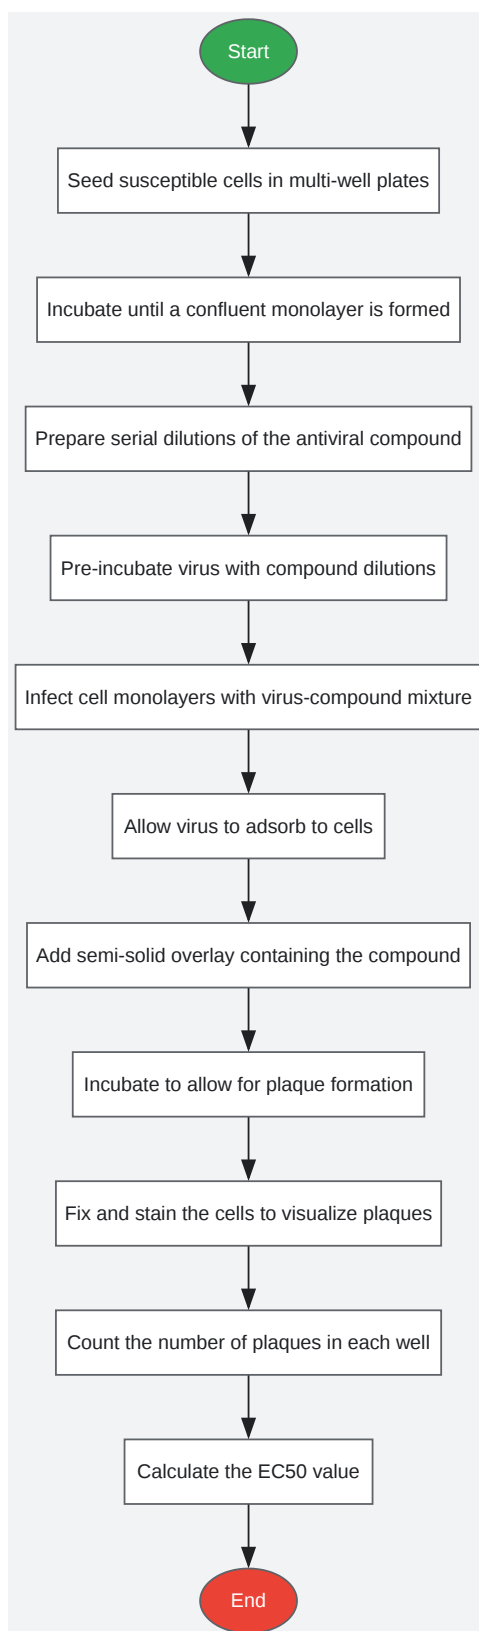 Start
Seed susceptible cells in multi-well plates
Incubate until a confluent monolayer is formed
Prepare serial dilutions of the antiviral compound
Pre-incubate virus with compound dilutions
Infect cell monolayers with virus-compound mixture
Allow virus to adsorb to cells
Add semi-solid overlay containing the compound
Incubate to allow for plaque formation
Fix and stain the cells to visualize plaques
Count the number of plaques in each well
Calculate the EC50 value
End